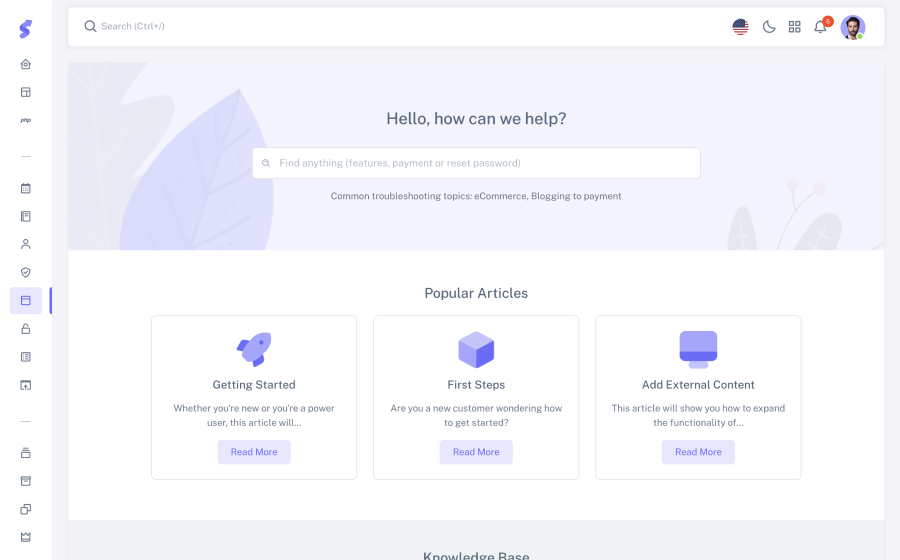 Search (Ctrl+/)
5
php
Hello, how can we help?
Find anything (features, payment or reset password)
Common troubleshooting topics: eCommerce, Blogging to payment
Popular Articles
Getting Started
Whether you're new or you're a power
user, this article will...
Read More
First Steps
Are you a new customer wondering how
to get started?
Read More
Add External Content
This article will show you how to expand
the functionality of...
Read More
Knowledge Base